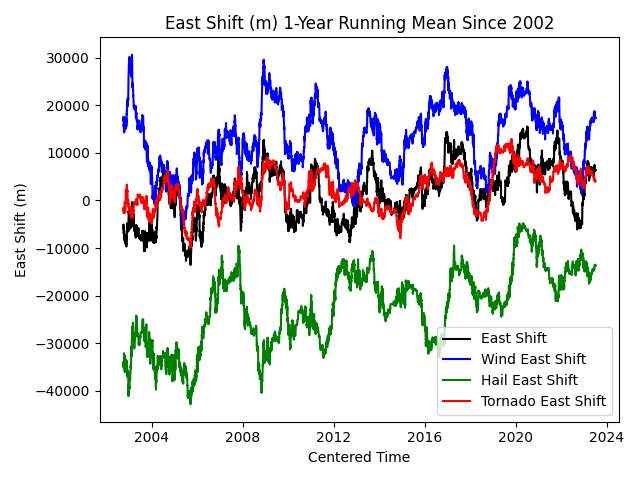 East Shift (m) 1-Year Running Mean Since 2002
East Shift (m)
30000
20000
10000
0
−10000
−20000
−30000
−40000
East Shift
Wind East Shift
Hail East Shift
Tornado East Shift
2004 2008 2012 2016 2020 2024
Centered Time